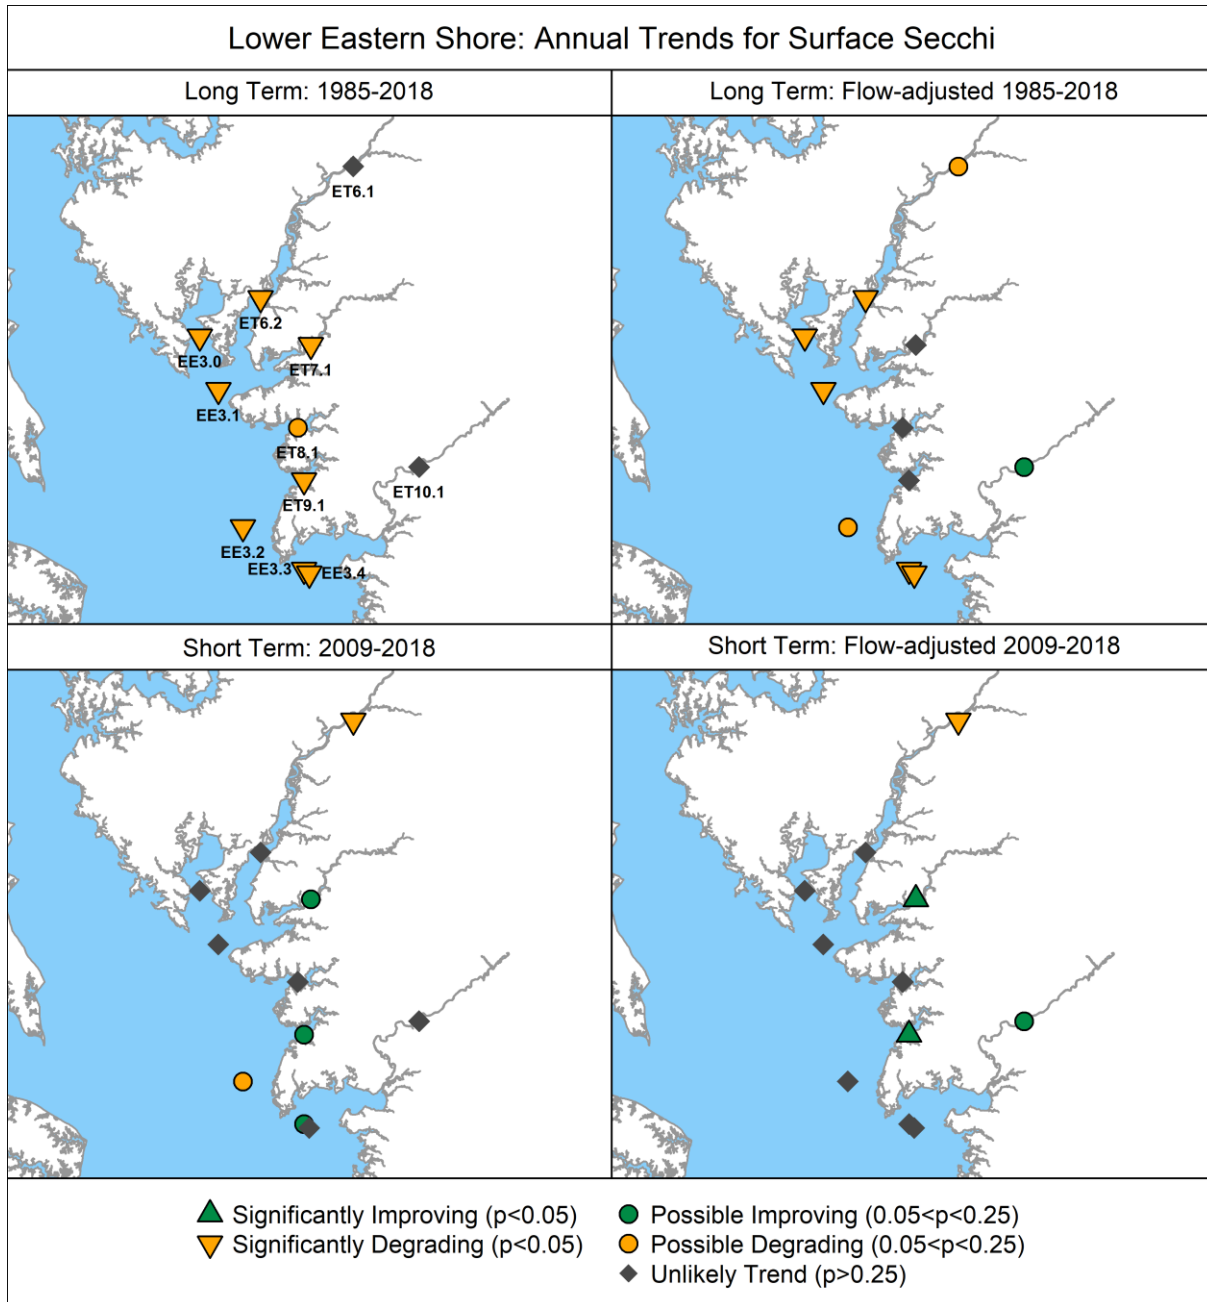 Lower Eastern Shore: Annual Trends for Surface Secchi
Long Term: 1985-2018
Long Term: Flow-adjusted 1985-2018
ET6.1
ET6.2
EE3.0
ET7.1
EE3.1
ET8.1
ET10.1
ET9.1
EE3.2
EE3.3
EE3.4
Short Term: 2009-2018
Short Term: Flow-adjusted 2009-2018
Significantly Improving (p<0.05)
Possible Improving (0.05<p<0.25)
Significantly Degrading (p<0.05)
Possible Degrading (0.05<p<0.25)
Unlikely Trend (p>0.25)